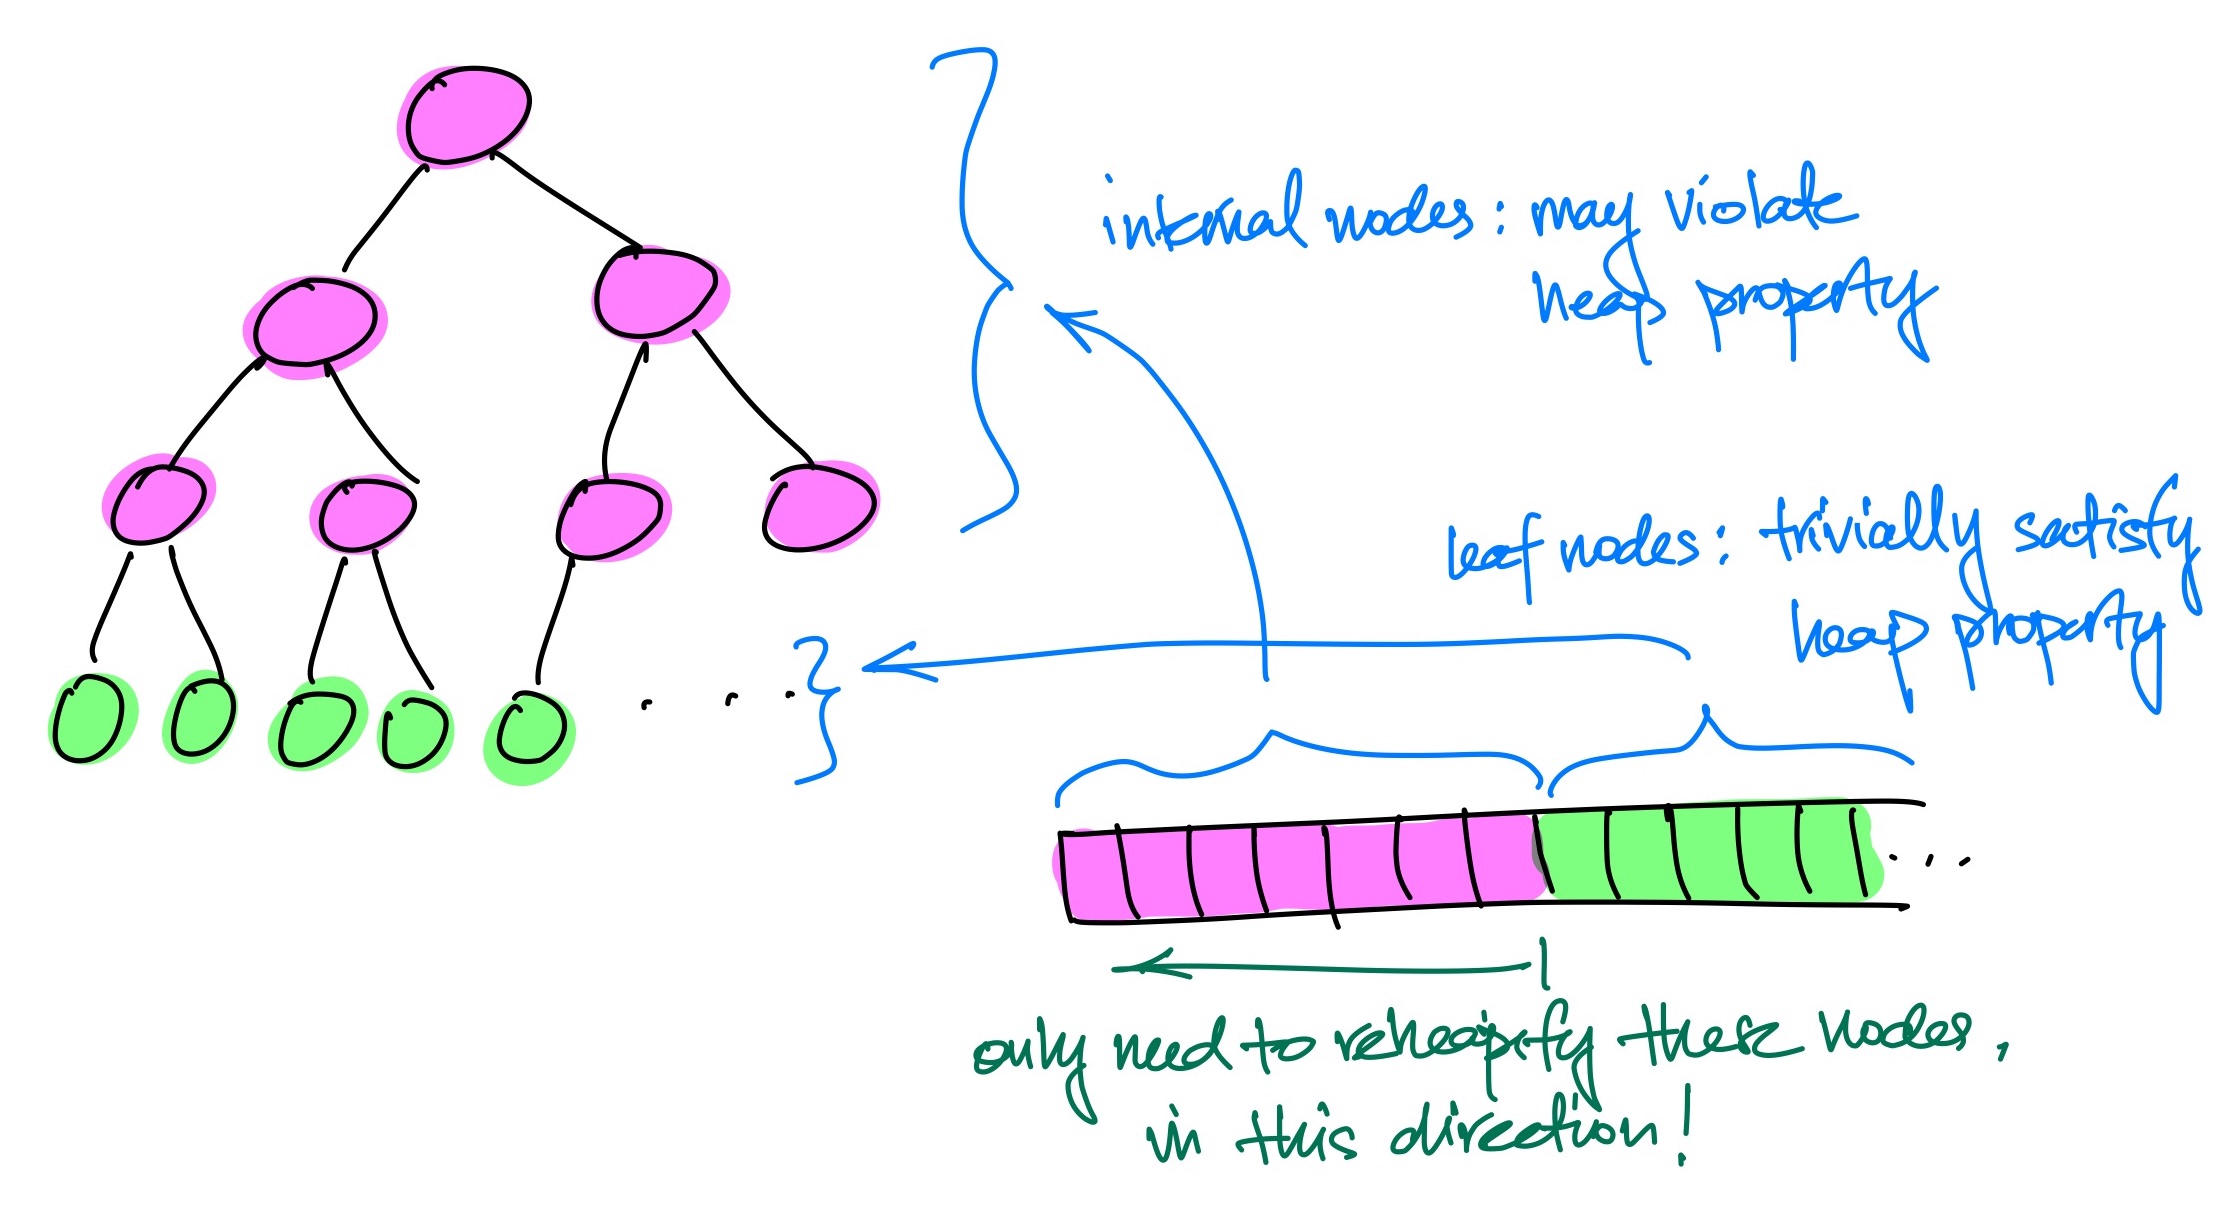 internal nodes: may violate
heap property
leaf nodes: trivially satisfy
heap property
only need to reheapify these nodes,
in this direction!